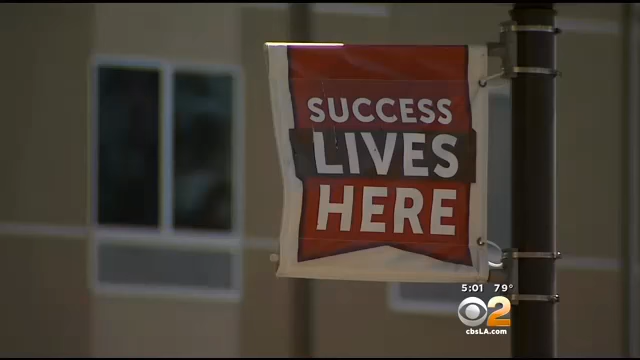 SUCCESS
LIVES
HERE
5:01 79°
2
cbsLA.com